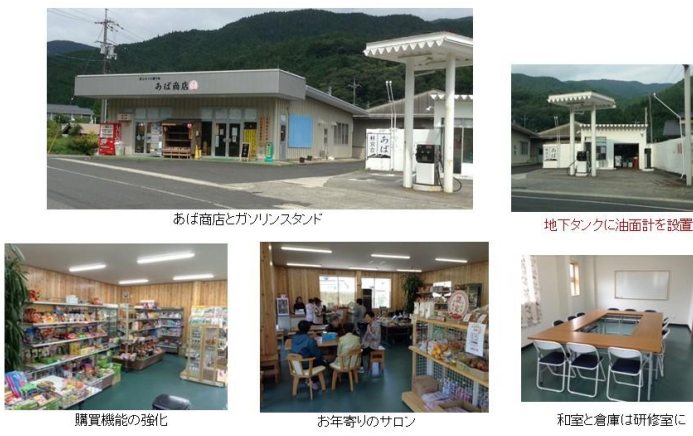 あば商店
あば
あば商店とガソリンスタンド
地下タンクに油面計を設置
購買機能の強化
お年寄りのサロン
和室と倉庫は研修室に